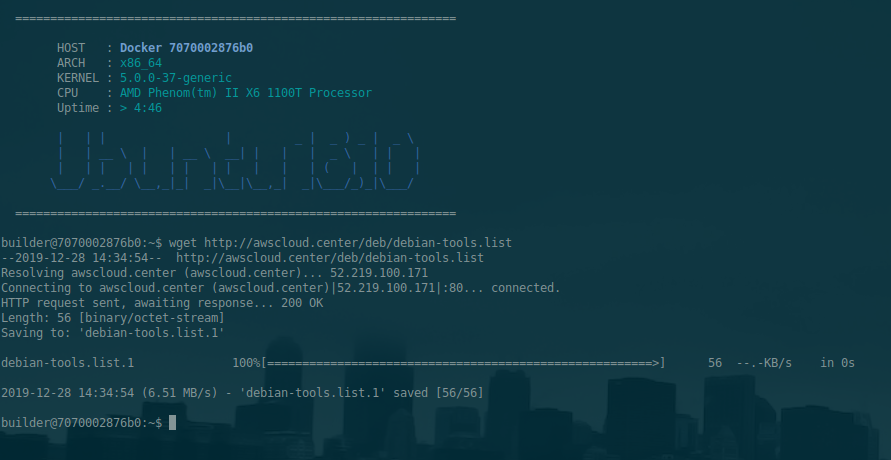 ===============================================================
HOST   : Docker 7070002876b0
ARCH   : x86_64
KERNEL : 5.0.0-37-generic
CPU    : AMD Phenom(tm) II X6 1100T Processor
Uptime : > 4:46
===============================================================
builder@7070002876b0:~$ wget http://awscloud.center/deb/debian-tools.list
--2019-12-28 14:34:54--  http://awscloud.center/deb/debian-tools.list
Resolving awscloud.center (awscloud.center)... 52.219.100.171
Connecting to awscloud.center (awscloud.center)|52.219.100.171|:80... connected.
HTTP request sent, awaiting response... 200 OK
Length: 56 [binary/octet-stream]
Saving to: 'debian-tools.list.1'
debian-tools.list.1              100%[=======================================================>]      56  --.-KB/s    in 0s
2019-12-28 14:34:54 (6.51 MB/s) - 'debian-tools.list.1' saved [56/56]
builder@7070002876b0:~$